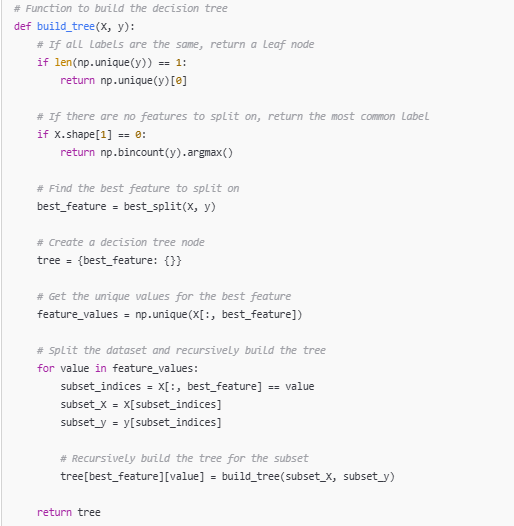 # Function to build the decision tree
def build_tree(X, y):
    # If all labels are the same, return a leaf node
    if len(np.unique(y)) == 1:
        return np.unique(y)[0]

    # If there are no features to split on, return the most common label
    if X.shape[1] == 0:
        return np.bincount(y).argmax()

    # Find the best feature to split on
    best_feature = best_split(X, y)

    # Create a decision tree node
    tree = {best_feature: {}}

    # Get the unique values for the best feature
    feature_values = np.unique(X[:, best_feature])

    # Split the dataset and recursively build the tree
    for value in feature_values:
        subset_indices = X[:, best_feature] == value
        subset_X = X[subset_indices]
        subset_y = y[subset_indices]

        # Recursively build the tree for the subset
        tree[best_feature][value] = build_tree(subset_X, subset_y)

    return tree